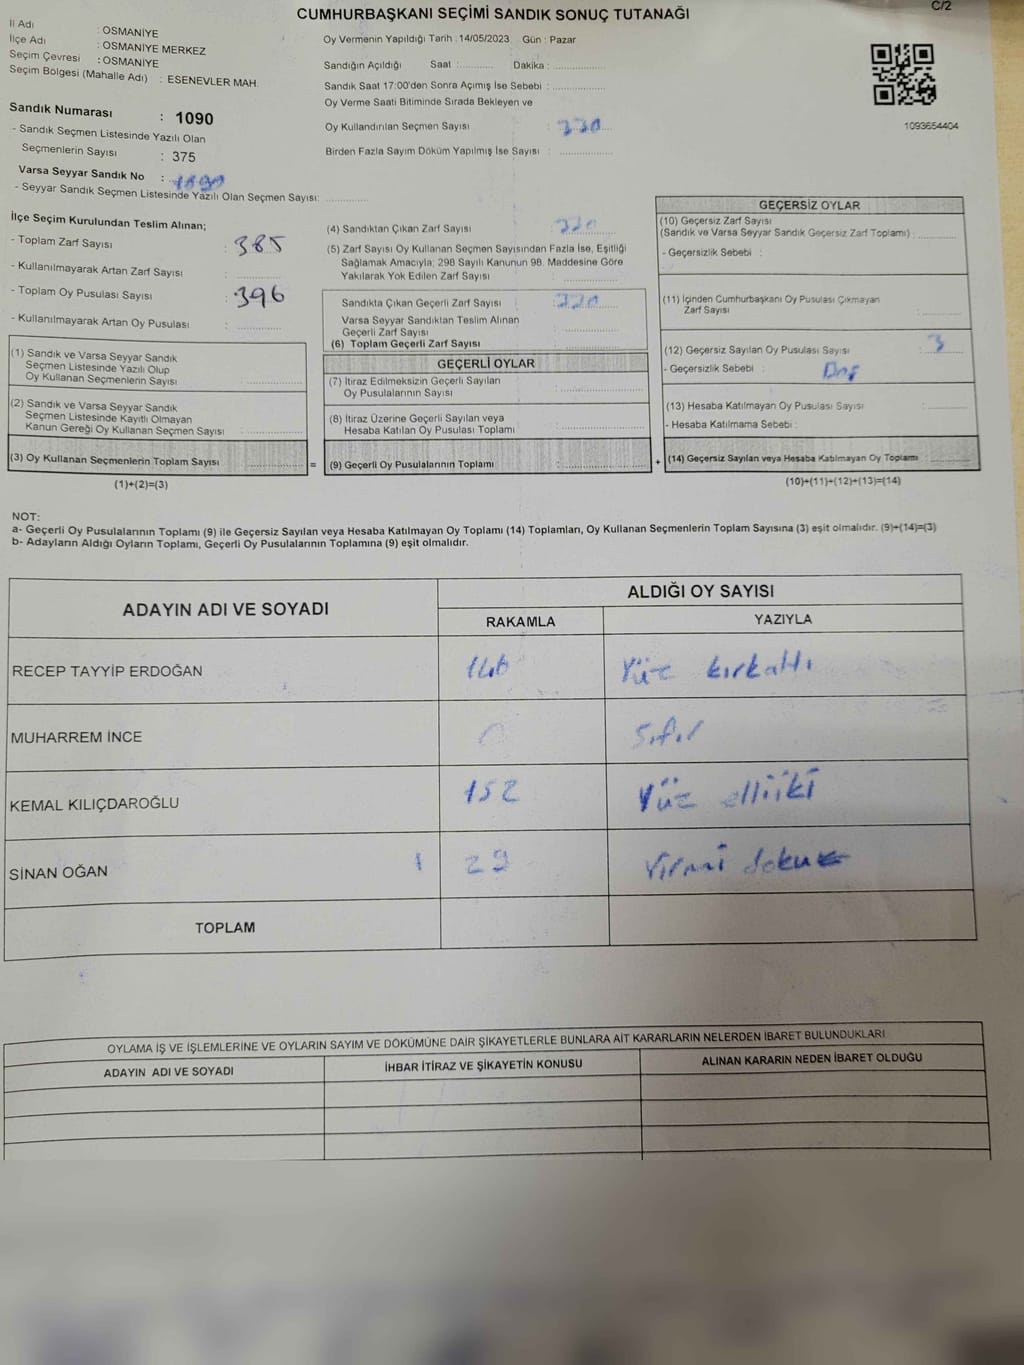 C/2
CUMHURBAŞKANI SEÇİMİ SANDIK SONUÇ TUTANAĞI
İl Adı : OSMANİYE
İlçe Adı : OSMANİYE MERKEZ
Seçim Çevresi : OSMANİYE
Seçim Bölgesi (Mahalle Adı) : ESENEVLER MAH.
Sandık Numarası : 1090
- Sandık Seçmen Listesinde Yazılı Olan
Seçmenlerin Sayısı : 375
Varsa Seyyar Sandık No : 1090
- Seyyar Sandık Seçmen Listesinde Yazılı Olan Seçmen Sayısı:
Oy Vermenin Yapıldığı Tarih : 14/05/2023 Gün : Pazar
Sandığın Açıldığı Saat : Dakika :
Sandık Saat 17:00'den Sonra Açımış İse Sebebi :
Oy Verme Saati Bitiminde Sırada Bekleyen ve
Oy Kullandırılan Seçmen Sayısı : 330
Birden Fazla Sayım Döküm Yapılmış İse Sayısı :
1093654404
İlçe Seçim Kurulundan Teslim Alınan;
- Toplam Zarf Sayısı : 385
- Kullanılmayarak Artan Zarf Sayısı :
- Toplam Oy Pusulası Sayısı : 396
- Kullanılmayarak Artan Oy Pusulası :
(1) Sandık ve Varsa Seyyar Sandık
Seçmen Listesinde Yazılı Olup
Oy Kullanan Seçmenlerin Sayısı :
(2) Sandık ve Varsa Seyyar Sandık
Seçmen Listesinde Kayıtlı Olmayan
Kanun Gereği Oy Kullanan Seçmen Sayısı :
(3) Oy Kullanan Seçmenlerin Toplam Sayısı =
(1)+(2)=(3)
(4) Sandıktan Çıkan Zarf Sayısı : 330
(5) Zarf Sayısı Oy Kullanan Seçmen Sayısından Fazla İse, Eşitliği
Sağlamak Amacıyla; 298 Sayılı Kanunun 98. Maddesine Göre
Yakılarak Yok Edilen Zarf Sayısı :
Sandıkta Çıkan Geçerli Zarf Sayısı : 330
Varsa Seyyar Sandıktan Teslim Alınan
Geçerli Zarf Sayısı :
(6) Toplam Geçerli Zarf Sayısı :
GEÇERLİ OYLAR
(7) İtiraz Edilmeksizin Geçerli Sayılan
Oy Pusulalarının Sayısı :
(8) İtiraz Üzerine Geçerli Sayılan veya
Hesaba Katılan Oy Pusulası Toplamı :
(9) Geçerli Oy Pusulalarının Toplamı : +
GEÇERSİZ OYLAR
(10) Geçersiz Zarf Sayısı
(Sandık ve Varsa Seyyar Sandık Geçersiz Zarf Toplamı) :
- Geçersizlik Sebebi :
(11) İçinden Cumhurbaşkanı Oy Pusulası Çıkmayan
Zarf Sayısı :
(12) Geçersiz Sayılan Oy Pusulası Sayısı : 3
- Geçersizlik Sebebi :
(13) Hesaba Katılmayan Oy Pusulası Sayısı :
- Hesaba Katılmama Sebebi :
(14) Geçersiz Sayılan veya Hesaba Katılmayan Oy Toplamı :
(10)+(11)+(12)+(13)=(14)
NOT:
a- Geçerli Oy Pusulalarının Toplamı (9) ile Geçersiz Sayılan veya Hesaba Katılmayan Oy Toplamı (14) Toplamları, Oy Kullanan Seçmenlerin Toplam Sayısına (3) eşit olmalıdır. (9)+(14)=(3)
b- Adayların Aldığı Oyların Toplamı, Geçerli Oy Pusulalarının Toplamına (9) eşit olmalıdır.
ADAYIN ADI VE SOYADI ALDIĞI OY SAYISI
RAKAMLA YAZIYLA
RECEP TAYYİP ERDOĞAN 146 Yüz kırkaltı
MUHARREM İNCE 0 Sıfır
KEMAL KILIÇDAROĞLU 152 Yüz elliiki
SİNAN OĞAN 29 Yirmi dokuz
TOPLAM
OYLAMA İŞ VE İŞLEMLERİNE VE OYLARIN SAYIM VE DÖKÜMÜNE DAİR ŞİKAYETLERLE BUNLARA AİT KARARLARIN NELERDEN İBARET BULUNDUKLARI
ADAYIN ADI VE SOYADI İHBAR İTİRAZ VE ŞİKAYETİN KONUSU ALINAN KARARIN NEDEN İBARET OLDUĞU